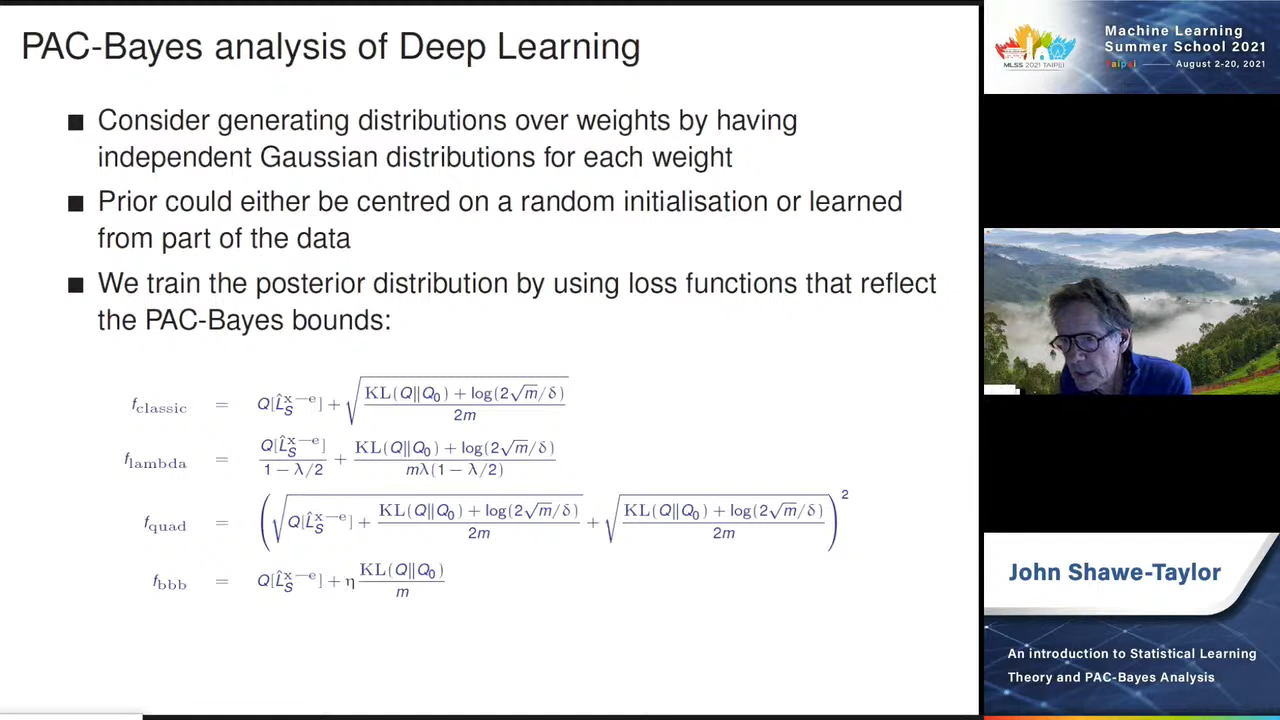 PAC-Bayes analysis of Deep Learning
■ Consider generating distributions over weights by having
independent Gaussian distributions for each weight
■ Prior could either be centred on a random initialisation or learned
from part of the data
■ We train the posterior distribution by using loss functions that reflect
the PAC-Bayes bounds:
f_classic = Q[L̂_S^{x−e}] + √((KL(Q‖Q_0) + log(2√m/δ)) / 2m)
f_lambda = Q[L̂_S^{x−e}] / (1 − λ/2) + (KL(Q‖Q_0) + log(2√m/δ)) / (mλ(1 − λ/2))
f_quad = (√(Q[L̂_S^{x−e}] + (KL(Q‖Q_0) + log(2√m/δ)) / 2m) + √((KL(Q‖Q_0) + log(2√m/δ)) / 2m))^2
f_bbb = Q[L̂_S^{x−e}] + η KL(Q‖Q_0) / m
MLSS 2021 TAIPEI
Machine Learning
Summer School 2021
Taipei August 2-20, 2021
John Shawe-Taylor
An introduction to Statistical Learning
Theory and PAC-Bayes Analysis